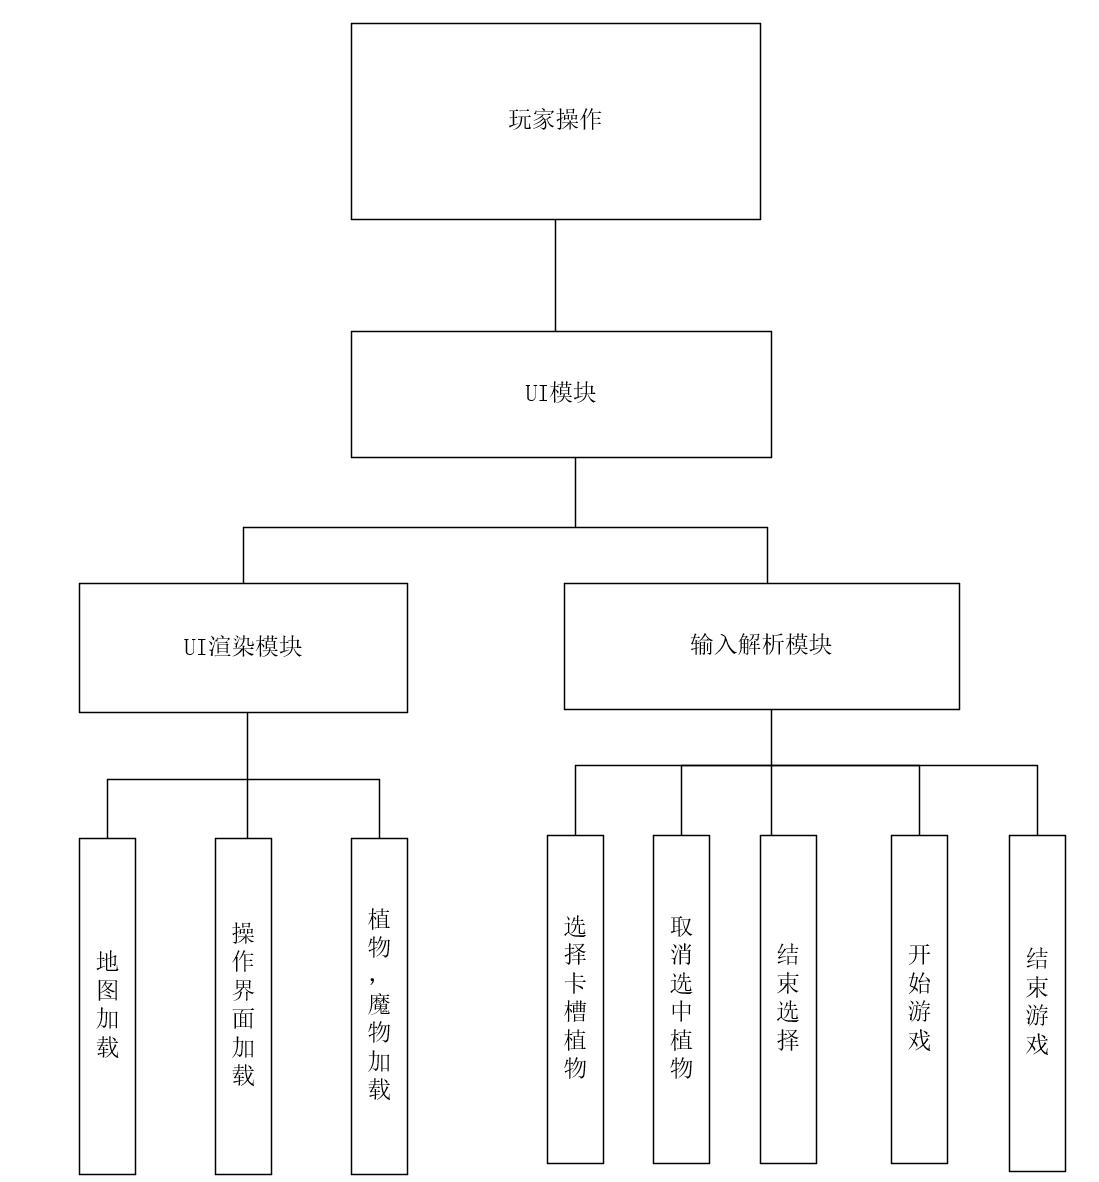 玩家操作
UI模块
UI渲染模块
输入解析模块
地图加载
操作界面加载
植物,魔物加载
选择卡槽植物
取消选中植物
结束选择
开始游戏
结束游戏